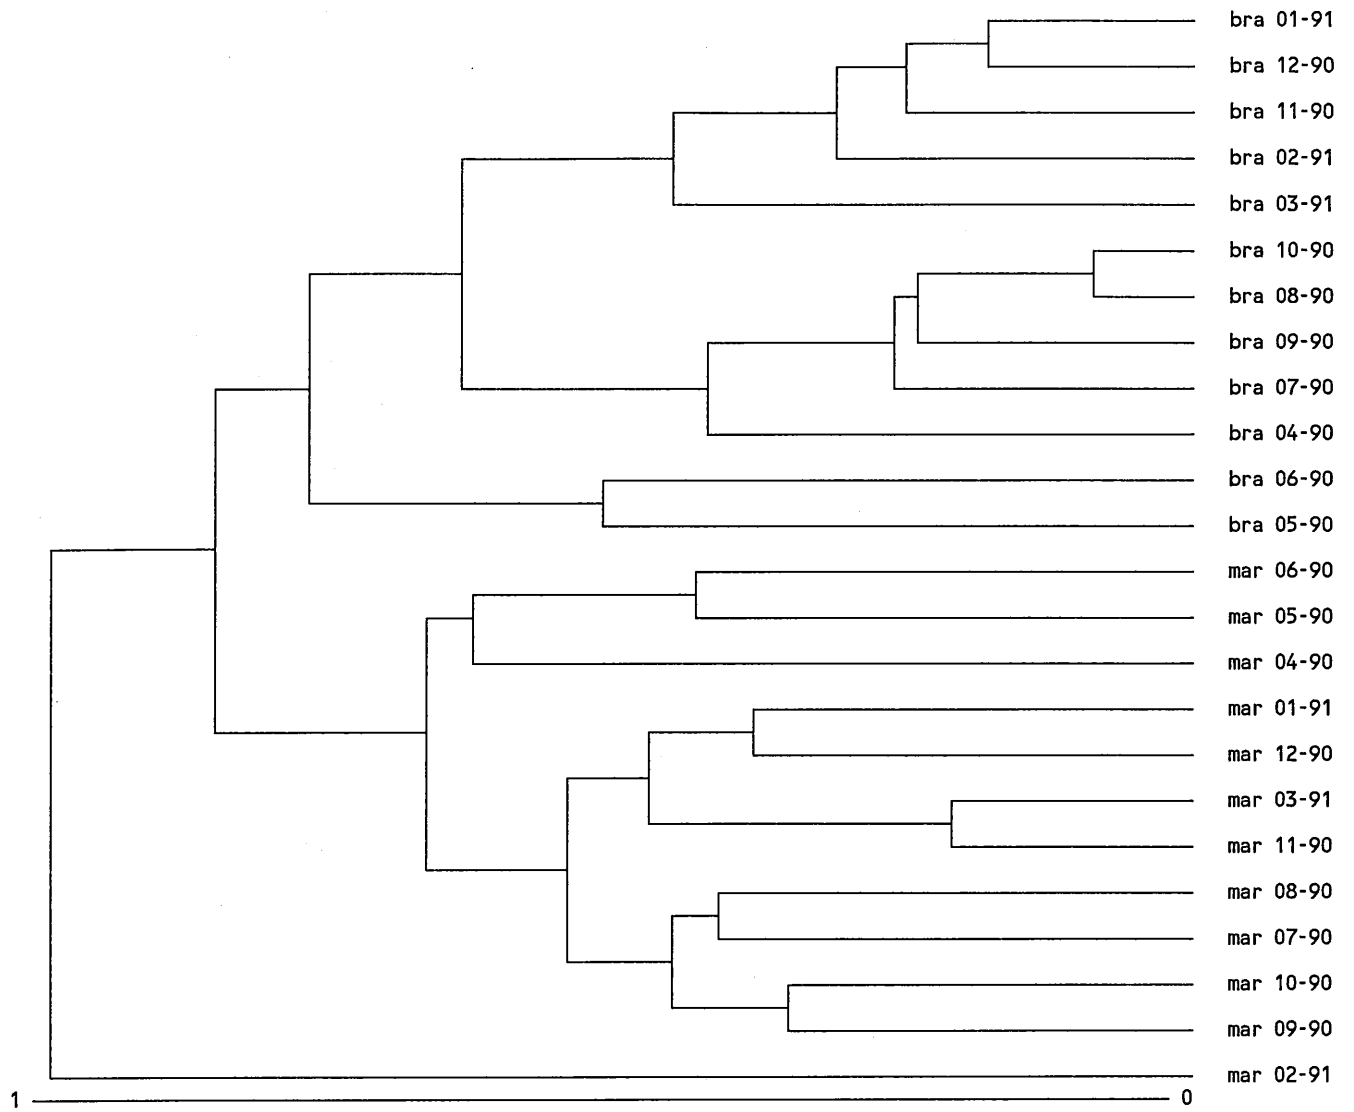 bra 01-91
bra 12-90
bra 11-90
bra 02-91
bra 03-91
bra 10-90
bra 08-90
bra 09-90
bra 07-90
bra 04-90
bra 06-90
bra 05-90
mar 06-90
mar 05-90
mar 04-90
mar 01-91
mar 12-90
mar 03-91
mar 11-90
mar 08-90
mar 07-90
mar 10-90
mar 09-90
mar 02-91
1 0